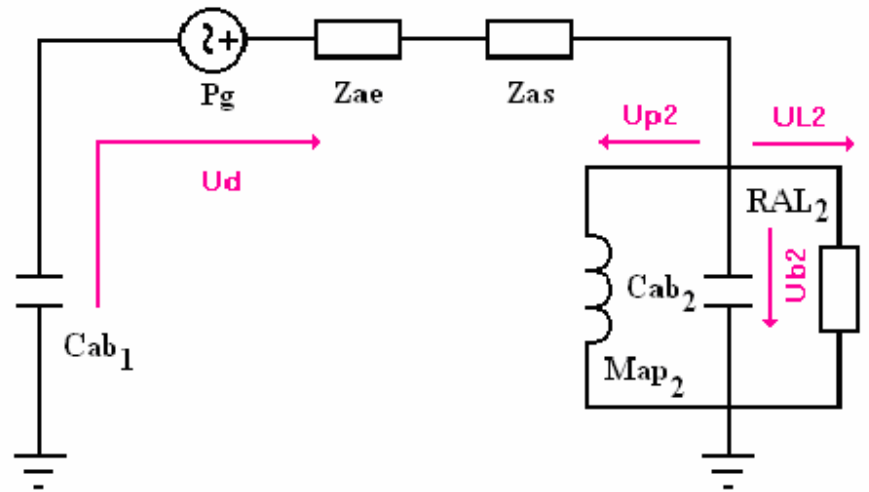 Pg
Zae
Zas
Up2
UL2
Ud
RAL2
Ub2
Cab2
Cab1
Map2